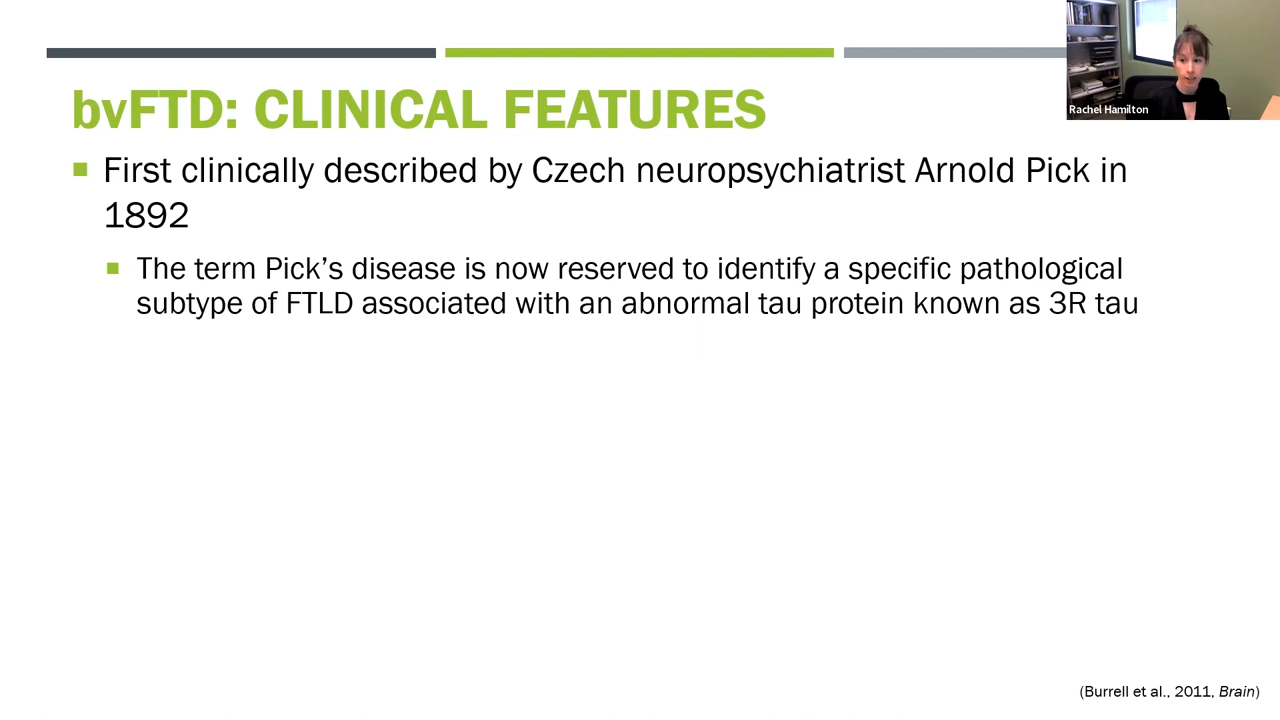 Rachel Hamilton
bvFTD: CLINICAL FEATURES
First clinically described by Czech neuropsychiatrist Arnold Pick in
1892
The term Pick’s disease is now reserved to identify a specific pathological
subtype of FTLD associated with an abnormal tau protein known as 3R tau
(Burrell et al., 2011, Brain)